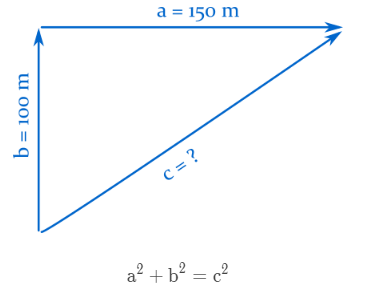 a = 150 m
b = 100 m
c = ?
a² + b² = c²